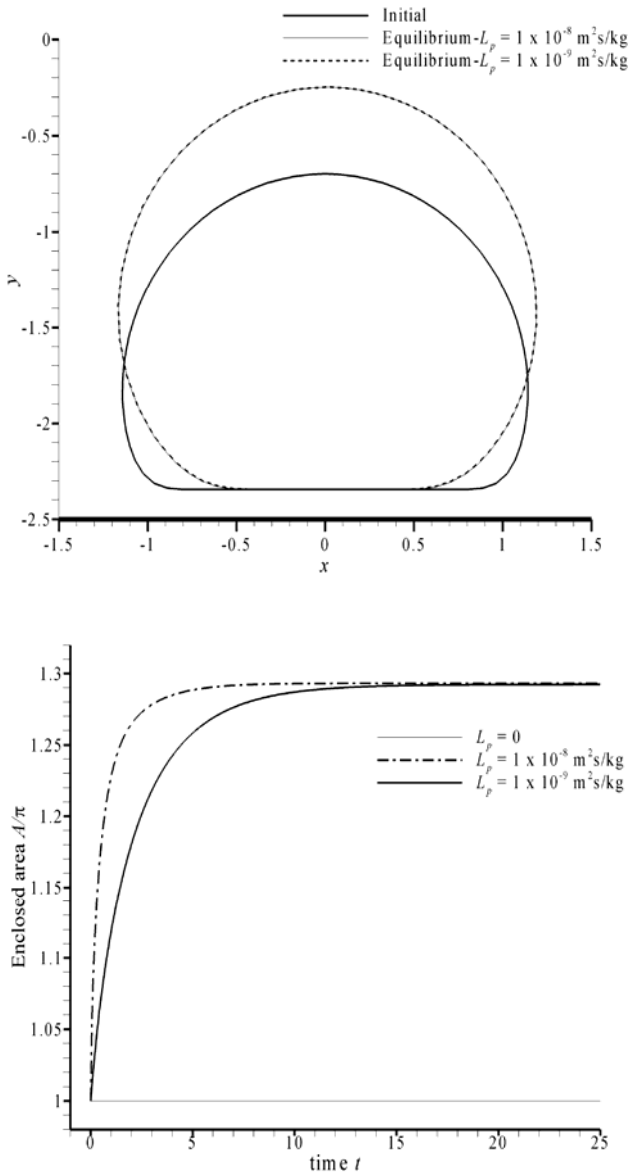 Initial
Equilibrium-Lₚ = 1 x 10⁻⁸ m²s/kg
Equilibrium-Lₚ = 1 x 10⁻⁹ m²s/kg
0
-0.5
-1
-1.5
-2
-2.5
y
-1.5 -1 -0.5 0 0.5 1 1.5
x
1.3
1.25
1.2
1.15
1.1
1.05
1
Enclosed area A/π
Lₚ = 0
Lₚ = 1 x 10⁻⁸ m²s/kg
Lₚ = 1 x 10⁻⁹ m²s/kg
0 5 10 15 20 25
time t